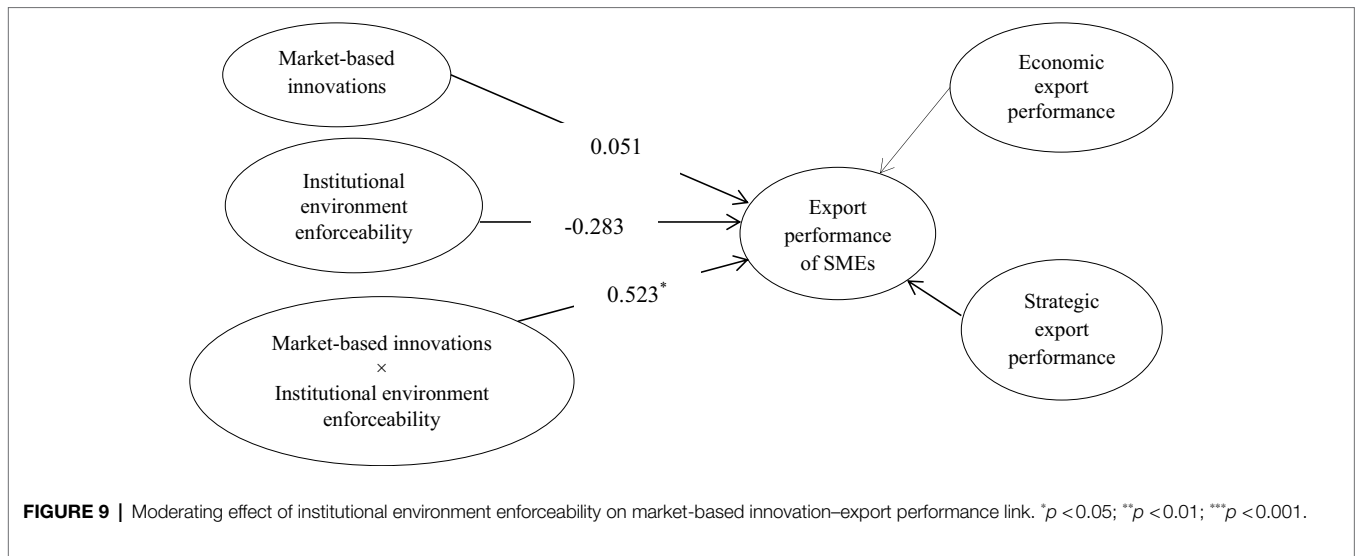 Market-based
innovations
0.051
Institutional
environment
enforceability
-0.283
Market-based innovations
×
Institutional environment
enforceability
0.523*
Export
performance
of SMEs
Economic
export
performance
Strategic
export
performance
FIGURE 9 | Moderating effect of institutional environment enforceability on market-based innovation–export performance link. *p < 0.05; **p < 0.01; ***p < 0.001.